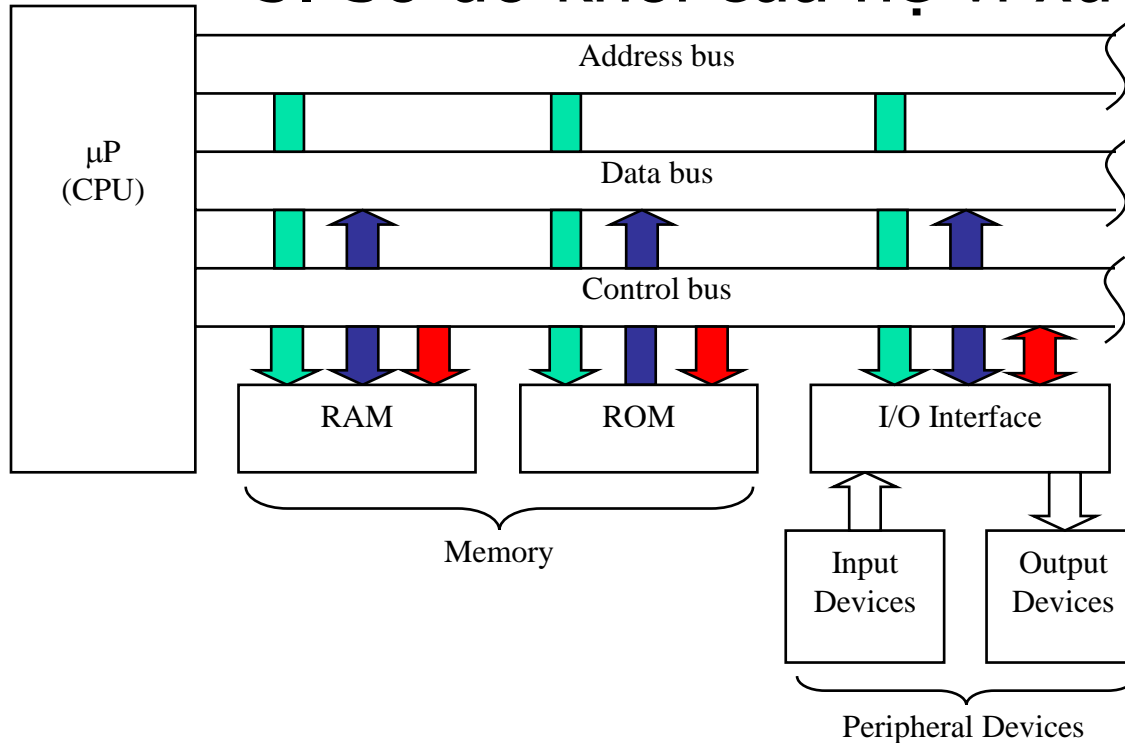 Address bus
μP
(CPU)
Data bus
Control bus
RAM
ROM
I/O Interface
Memory
Input
Devices
Output
Devices
Peripheral Devices